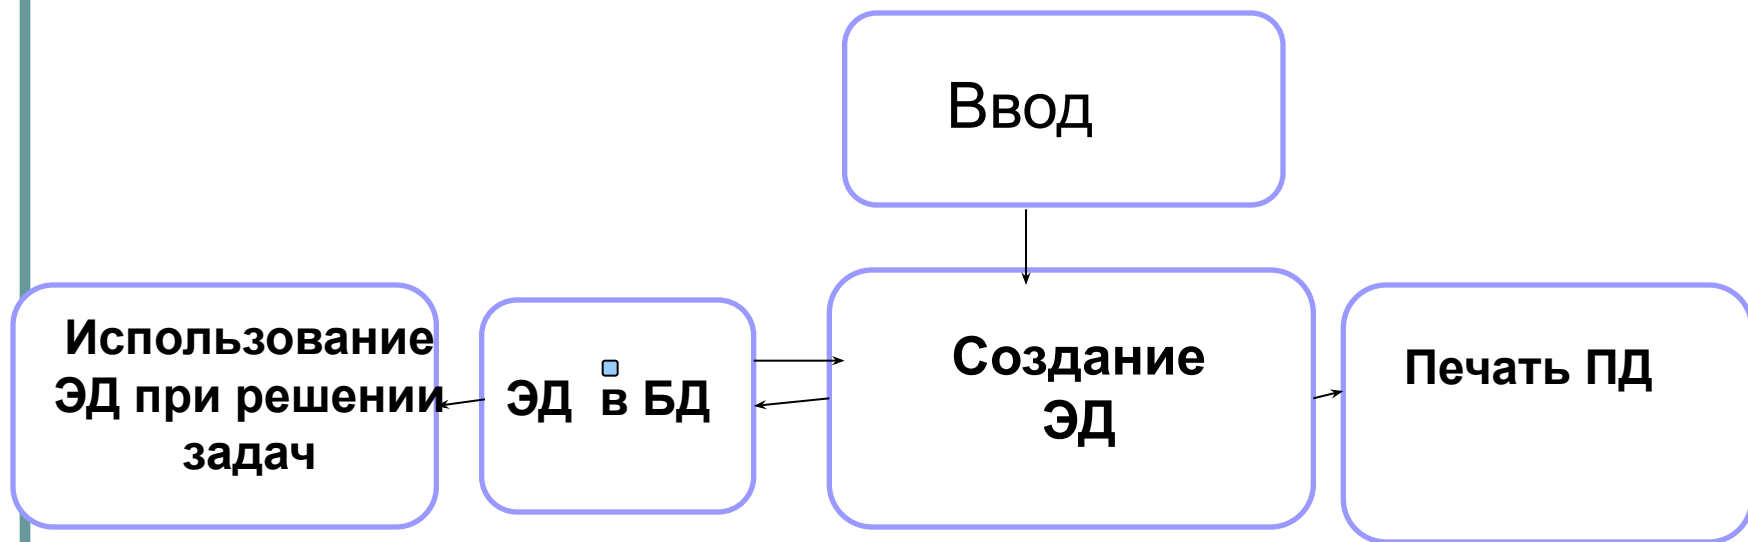 Ввод
Использование
ЭД при решении
задач
ЭД в БД
Создание
ЭД
Печать ПД